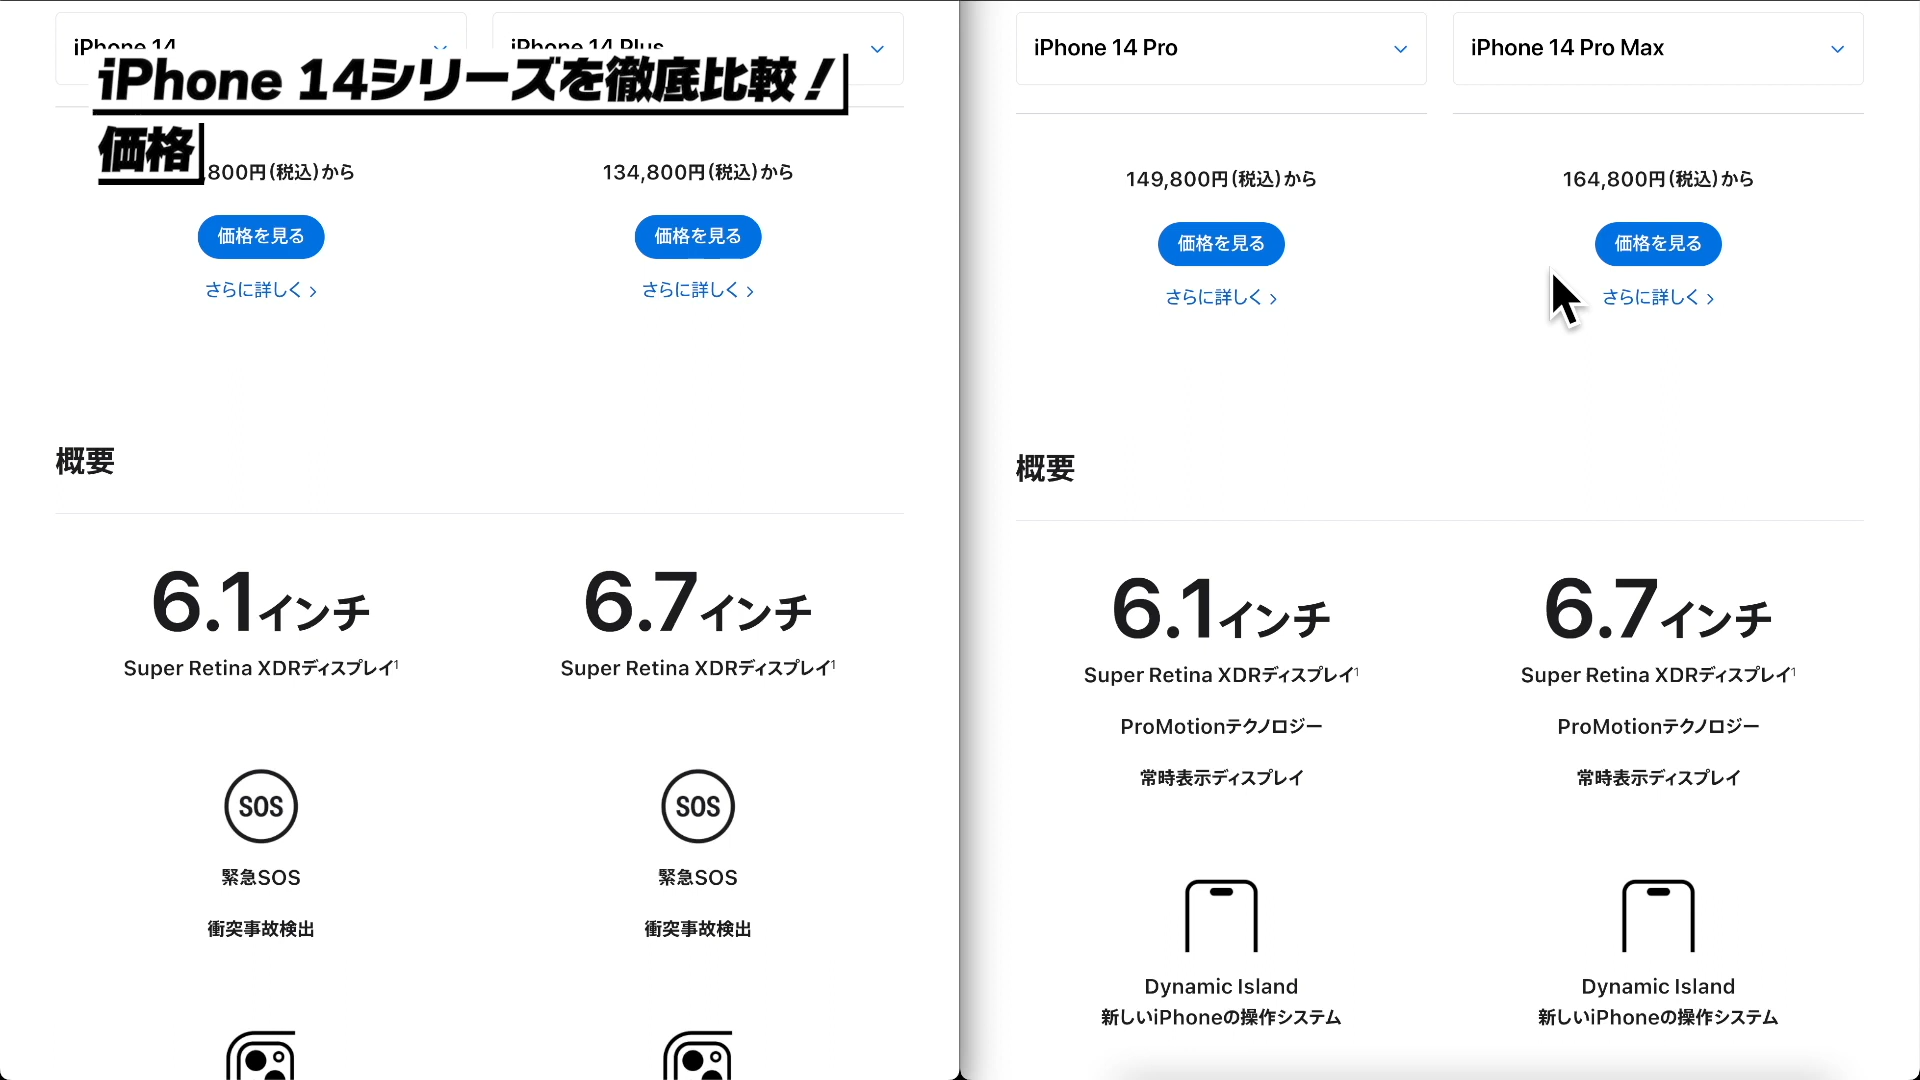 iPhone 14
iPhone 14 Plus
iPhone 14シリーズを徹底比較!
価格
800円(税込)から
134,800円(税込)から
価格を見る
価格を見る
さらに詳しく
さらに詳しく
概要
6.1インチ
6.7インチ
Super Retina XDRディスプレイ1
Super Retina XDRディスプレイ1
SOS
SOS
緊急SOS
緊急SOS
衝突事故検出
衝突事故検出
iPhone 14 Pro
iPhone 14 Pro Max
149,800円(税込)から
164,800円(税込)から
価格を見る
価格を見る
さらに詳しく
さらに詳しく
概要
6.1インチ
6.7インチ
Super Retina XDRディスプレイ1
Super Retina XDRディスプレイ1
ProMotionテクノロジー
ProMotionテクノロジー
常時表示ディスプレイ
常時表示ディスプレイ
Dynamic Island
Dynamic Island
新しいiPhoneの操作システム
新しいiPhoneの操作システム